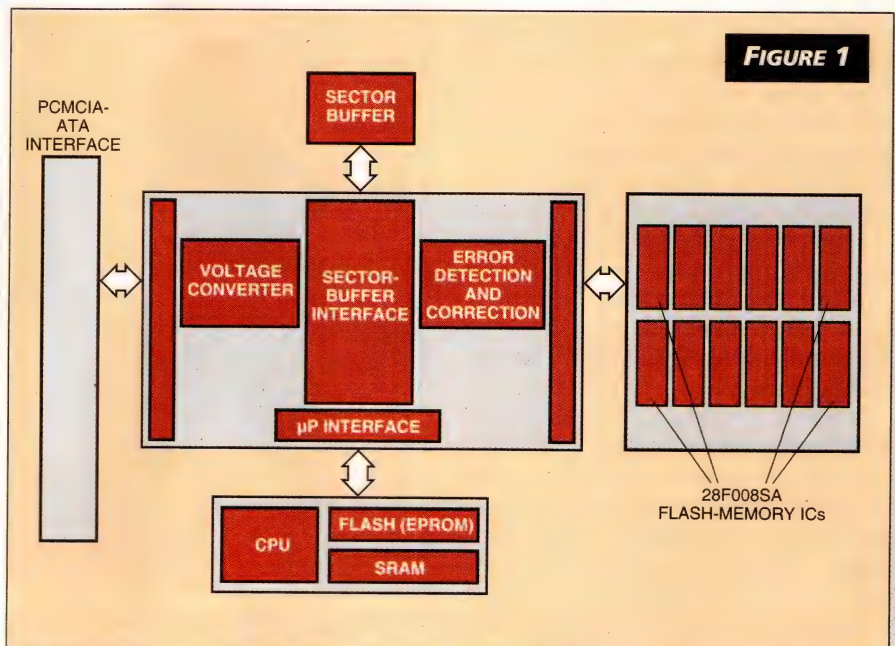 FIGURE 1
PCMCIA-
ATA
INTERFACE
SECTOR
BUFFER
VOLTAGE
CONVERTER
SECTOR-
BUFFER
INTERFACE
ERROR
DETECTION
AND
CORRECTION
µP INTERFACE
CPU
FLASH (EPROM)
SRAM
28F008SA
FLASH-MEMORY ICs